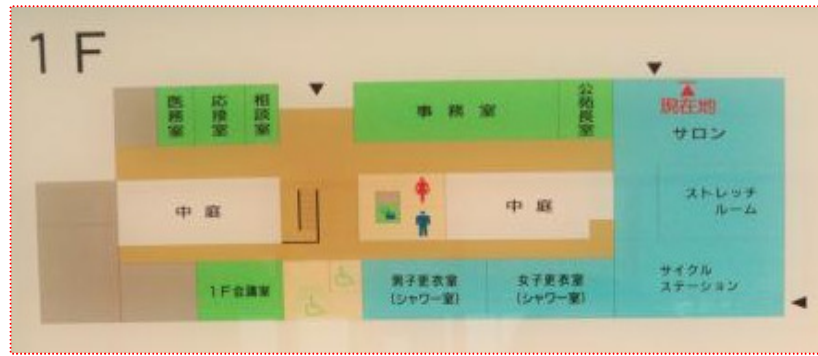 1F
医務室
応接室
相談室
事務室
公苑長室
現在地
サロン
中庭
中庭
ストレッチ
ルーム
1F会議室
男子更衣室
(シャワー室)
女子更衣室
(シャワー室)
サイクル
ステーション